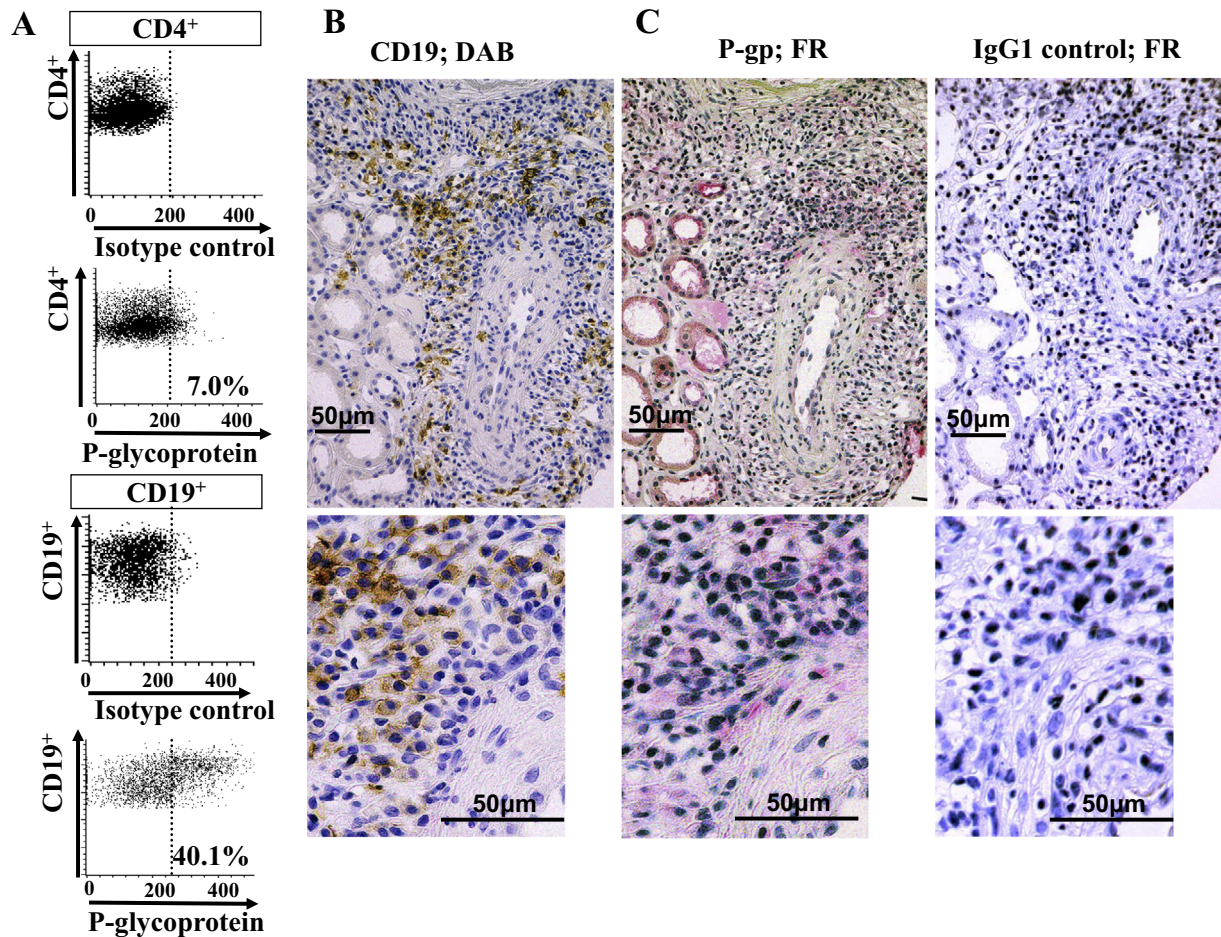 A
CD4+
CD4+
0 200 400
Isotype control
CD4+
7.0%
0 200 400
P-glycoprotein
CD19+
CD19+
0 200 400
Isotype control
CD19+
40.1%
0 200 400
P-glycoprotein
B
CD19; DAB
50μm
50μm
C
P-gp; FR
IgG1 control; FR
50μm
50μm
50μm
50μm